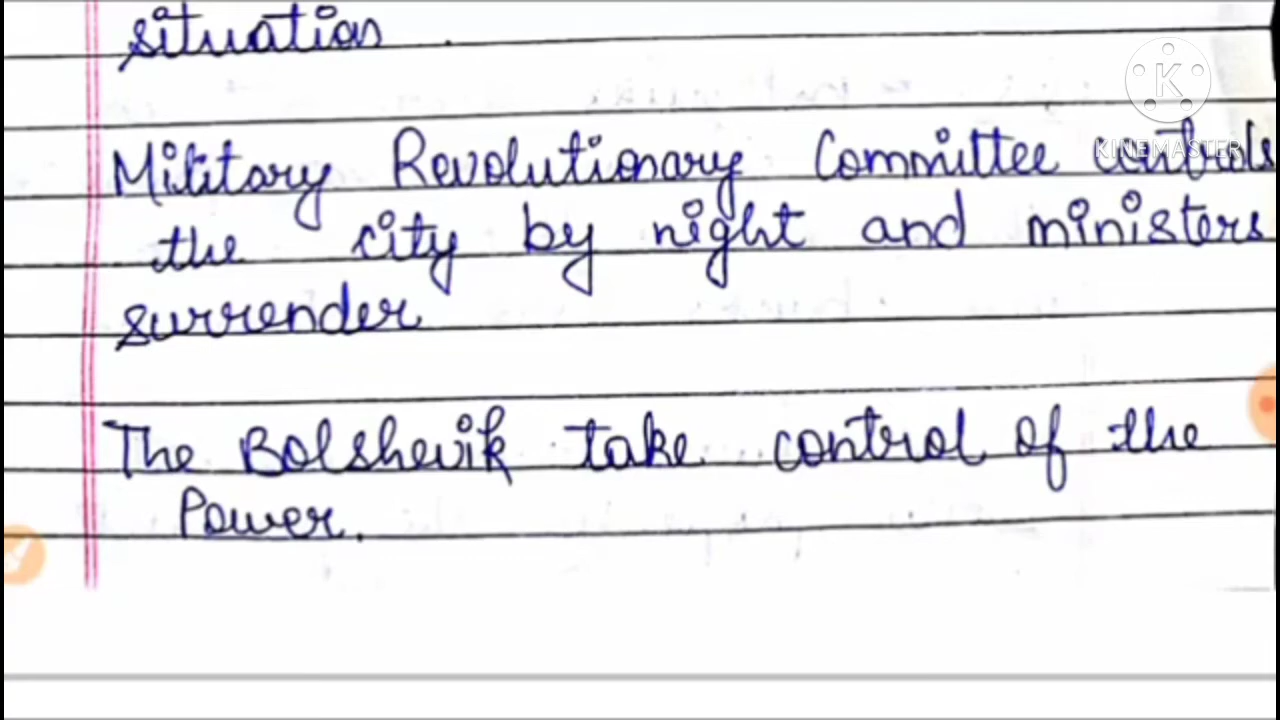 situation.
K
KINEMASTER
Military Revolutionary Committee controls
the city by night and ministers
surrender
The Bolshevik take control of the
Power.